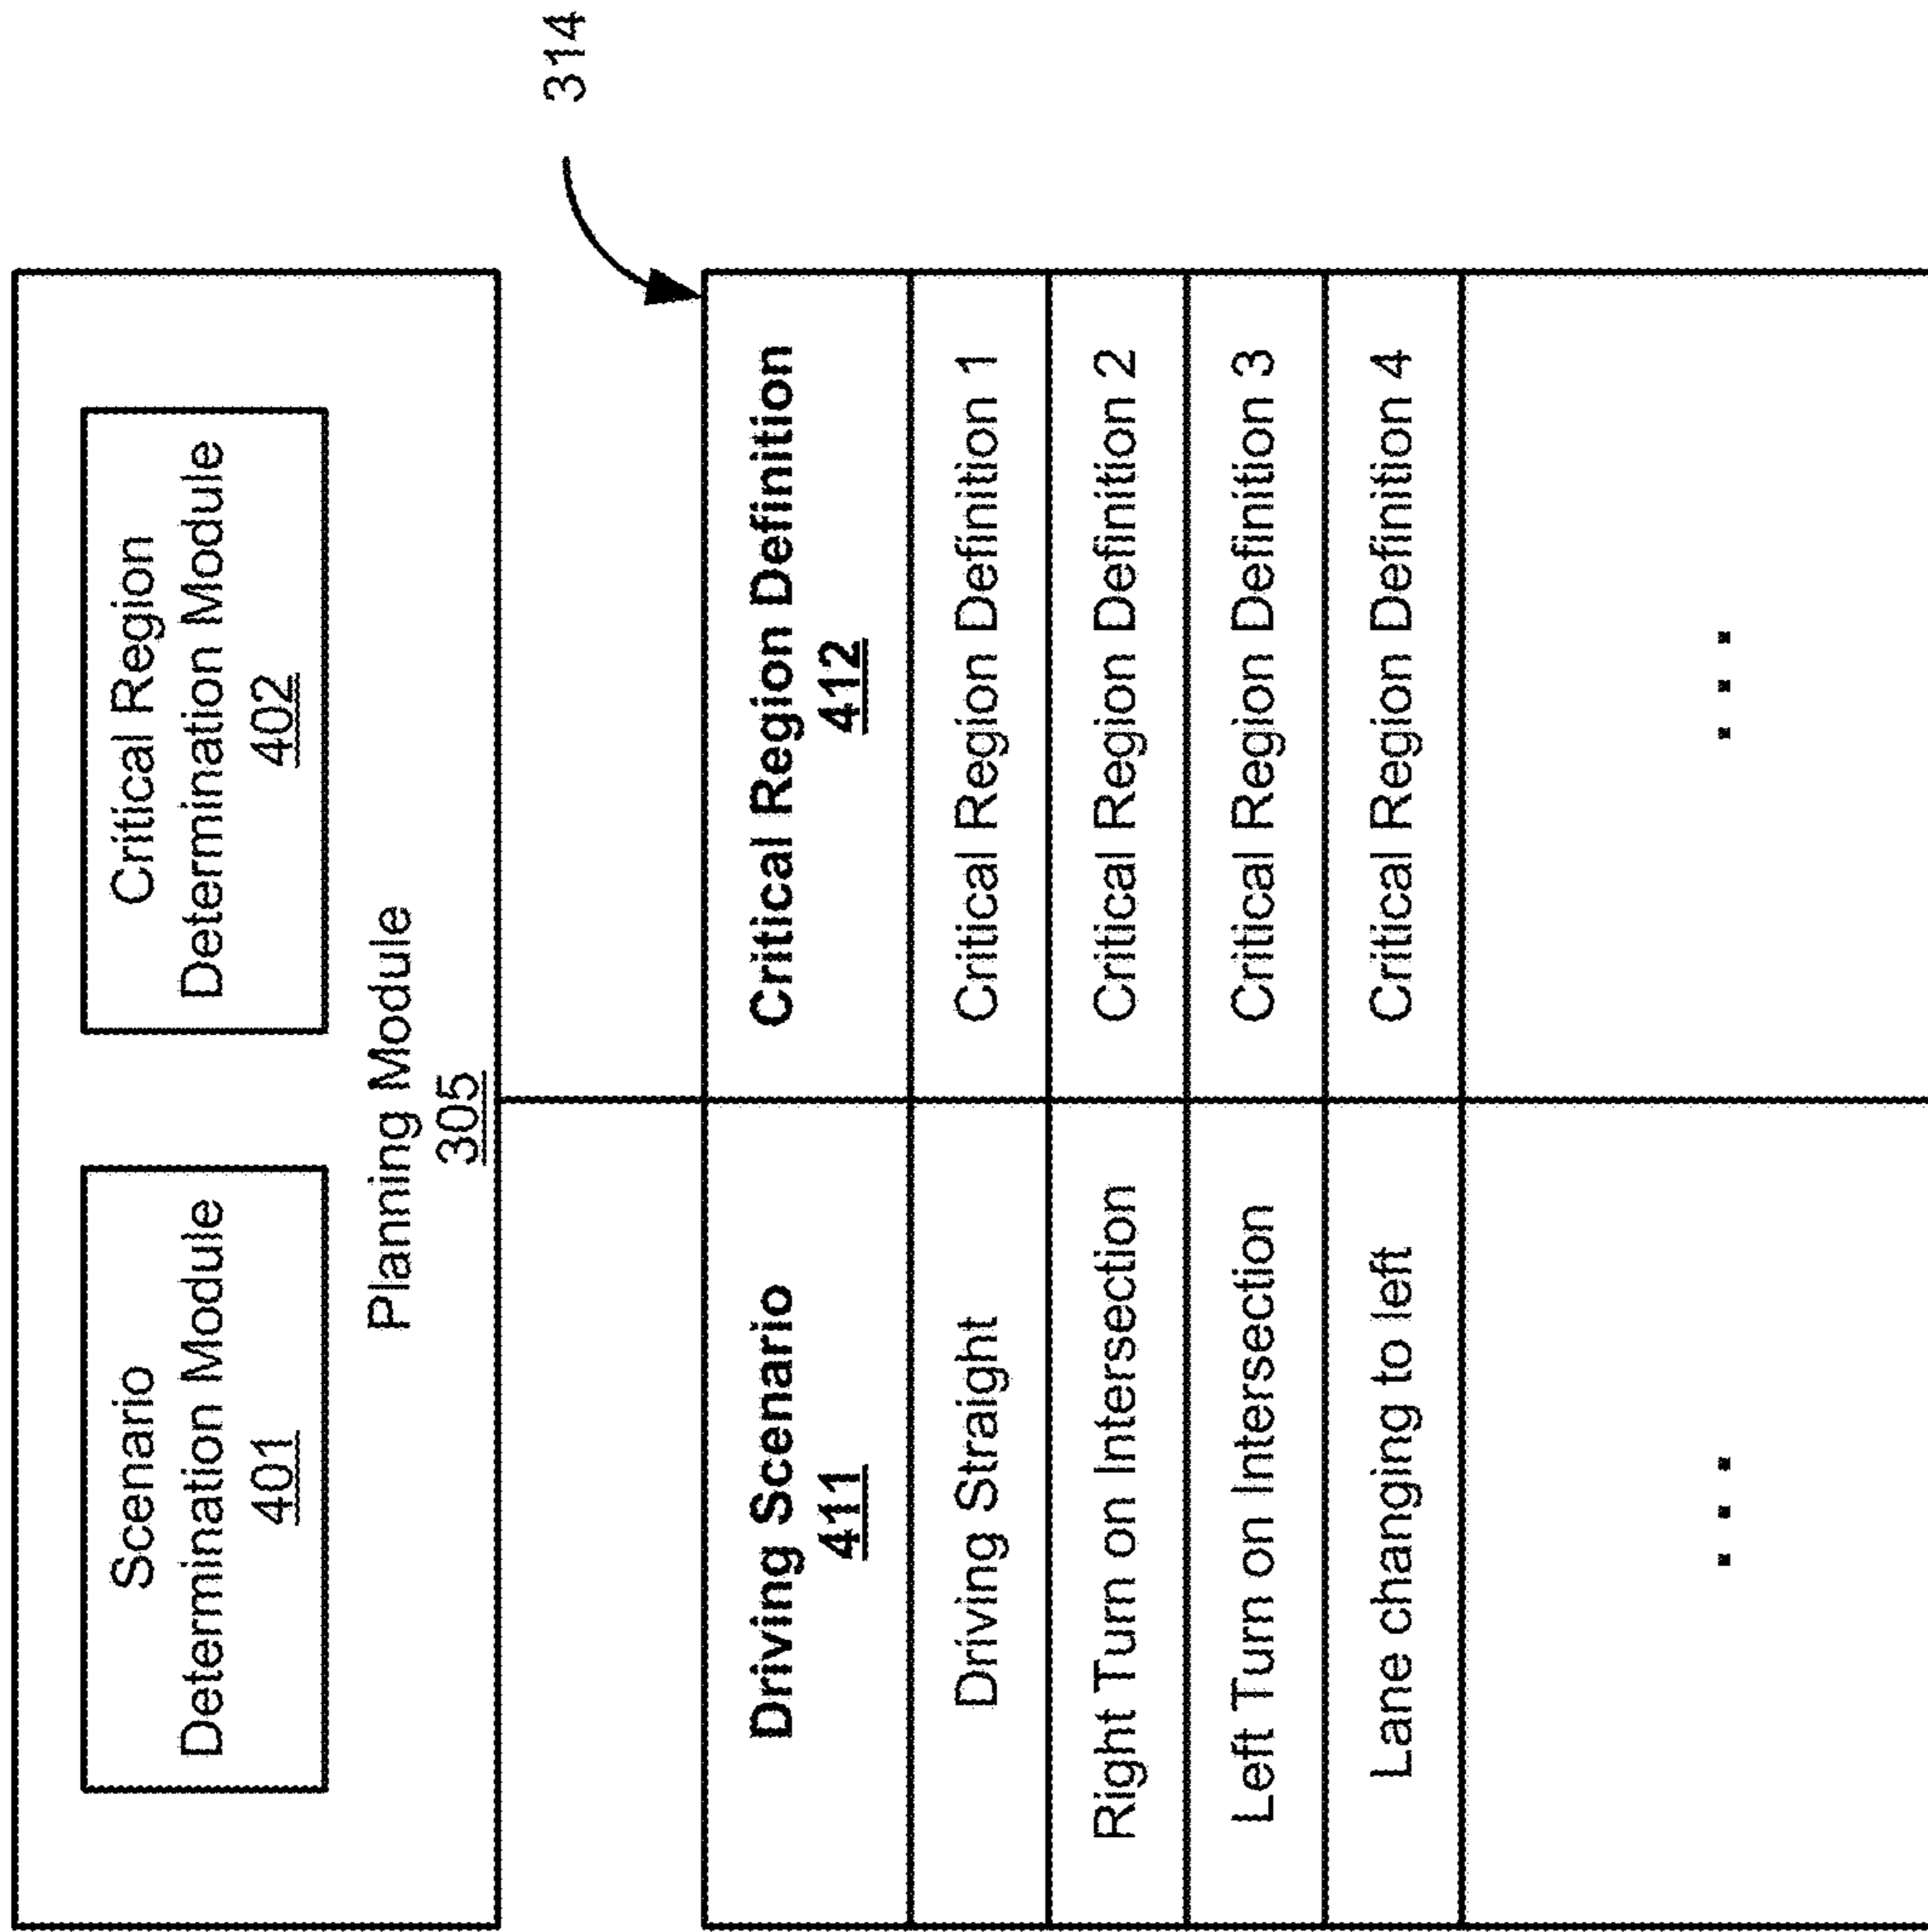 Scenario
Determination Module
401
Critical Region
Determination Module
402
Planning Module
305
314
Driving Scenario
411
Critical Region Definition
412
Driving Straight
Critical Region Definition 1
Right Turn on Intersection
Critical Region Definition 2
Left Turn on Intersection
Critical Region Definition 3
Lane changing to left
Critical Region Definition 4
. . .
. . .